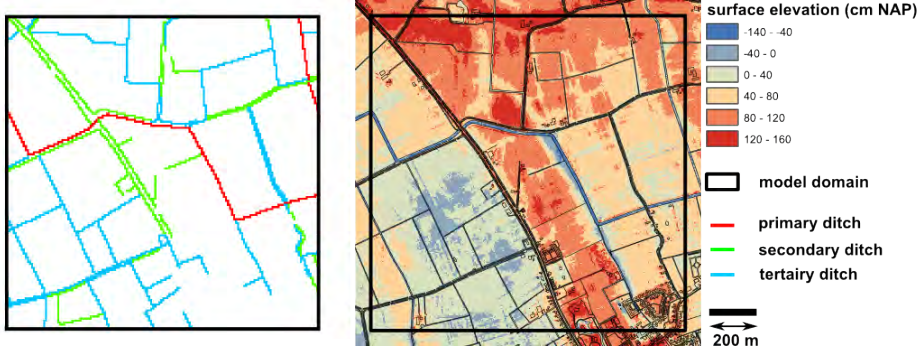 surface elevation (cm NAP)
-140 - -40
-40 - 0
0 - 40
40 - 80
80 - 120
120 - 160
model domain
primary ditch
secondary ditch
tertairy ditch
200 m